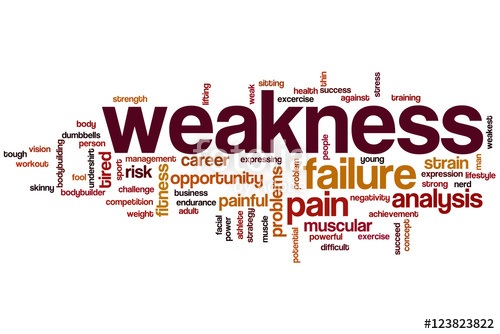 thin
sitting
stress
health success
lifting
weak
strength
excercise
against
training
weakness
body
dumbbells
person
vision
tough
workout
bodybuilding
undershirt
tired
sport
management
career
expressing
people
young
strain
weakest
man
fool
risk
opportunity
problem
failure
expression
lifestyle
skinny
bodybuilder
challenge
fitness
business
problems
strong
nerd
competition
endurance
painful
pain
negativity
analysis
weight
adult
achievement
facial
power
athlete
strategy
muscle
muscular
potential
powerful
exercise
succeed
concept
difficult
fotolia
© #123823822